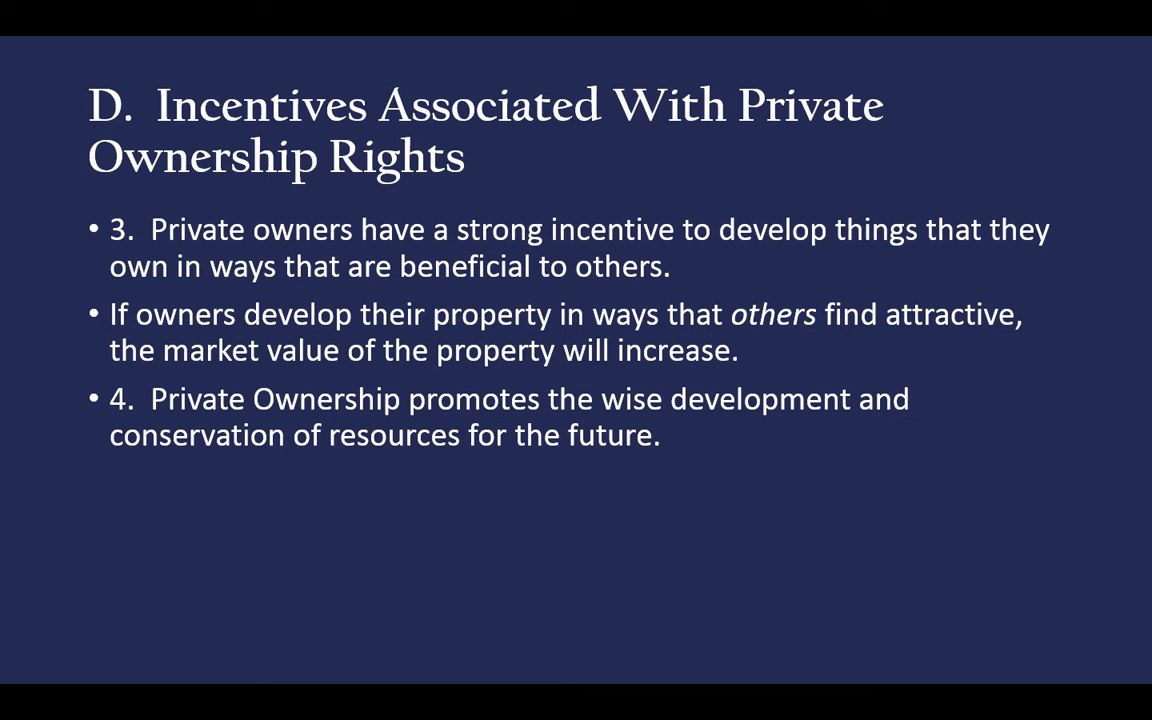 D.  Incentives Associated With Private
Ownership Rights
• 3.  Private owners have a strong incentive to develop things that they
own in ways that are beneficial to others.
• If owners develop their property in ways that others find attractive,
the market value of the property will increase.
• 4.  Private Ownership promotes the wise development and
conservation of resources for the future.